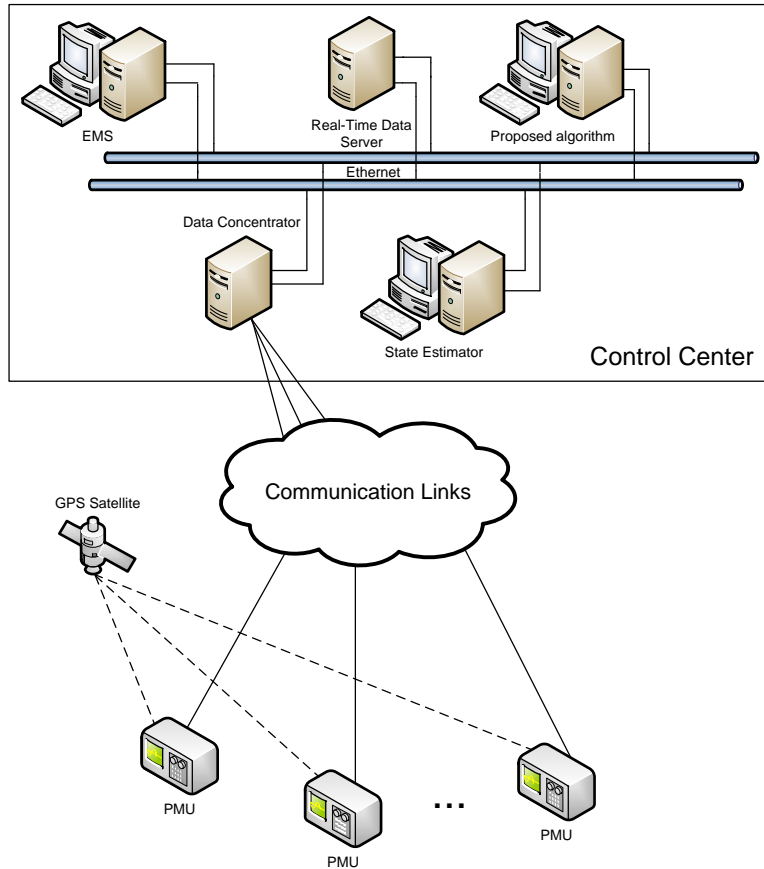 EMS
Real-Time Data
Server
Proposed algorithm
Ethernet
Data Concentrator
State Estimator
Control Center
Communication Links
GPS Satellite
PMU
PMU
...
PMU